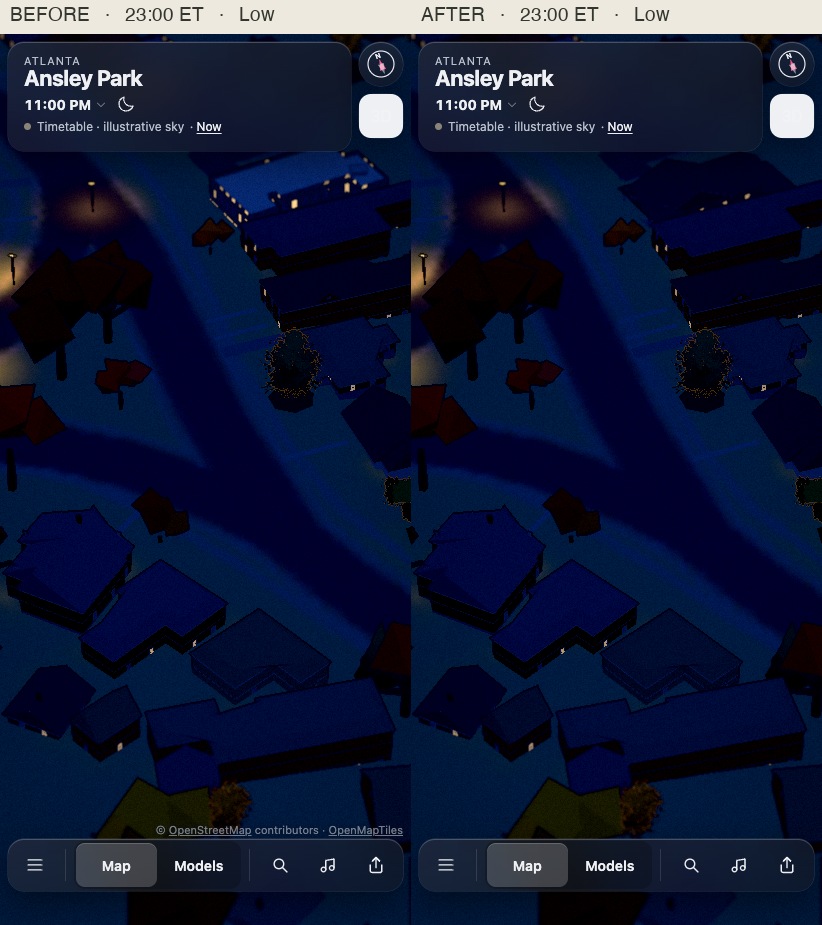 BEFORE · 23:00 ET · Low
ATLANTA
Ansley Park
11:00 PM
Timetable · illustrative sky · Now
N
© OpenStreetMap contributors · OpenMapTiles
Map Models
AFTER · 23:00 ET · Low
ATLANTA
Ansley Park
11:00 PM
Timetable · illustrative sky · Now
N
Map Models